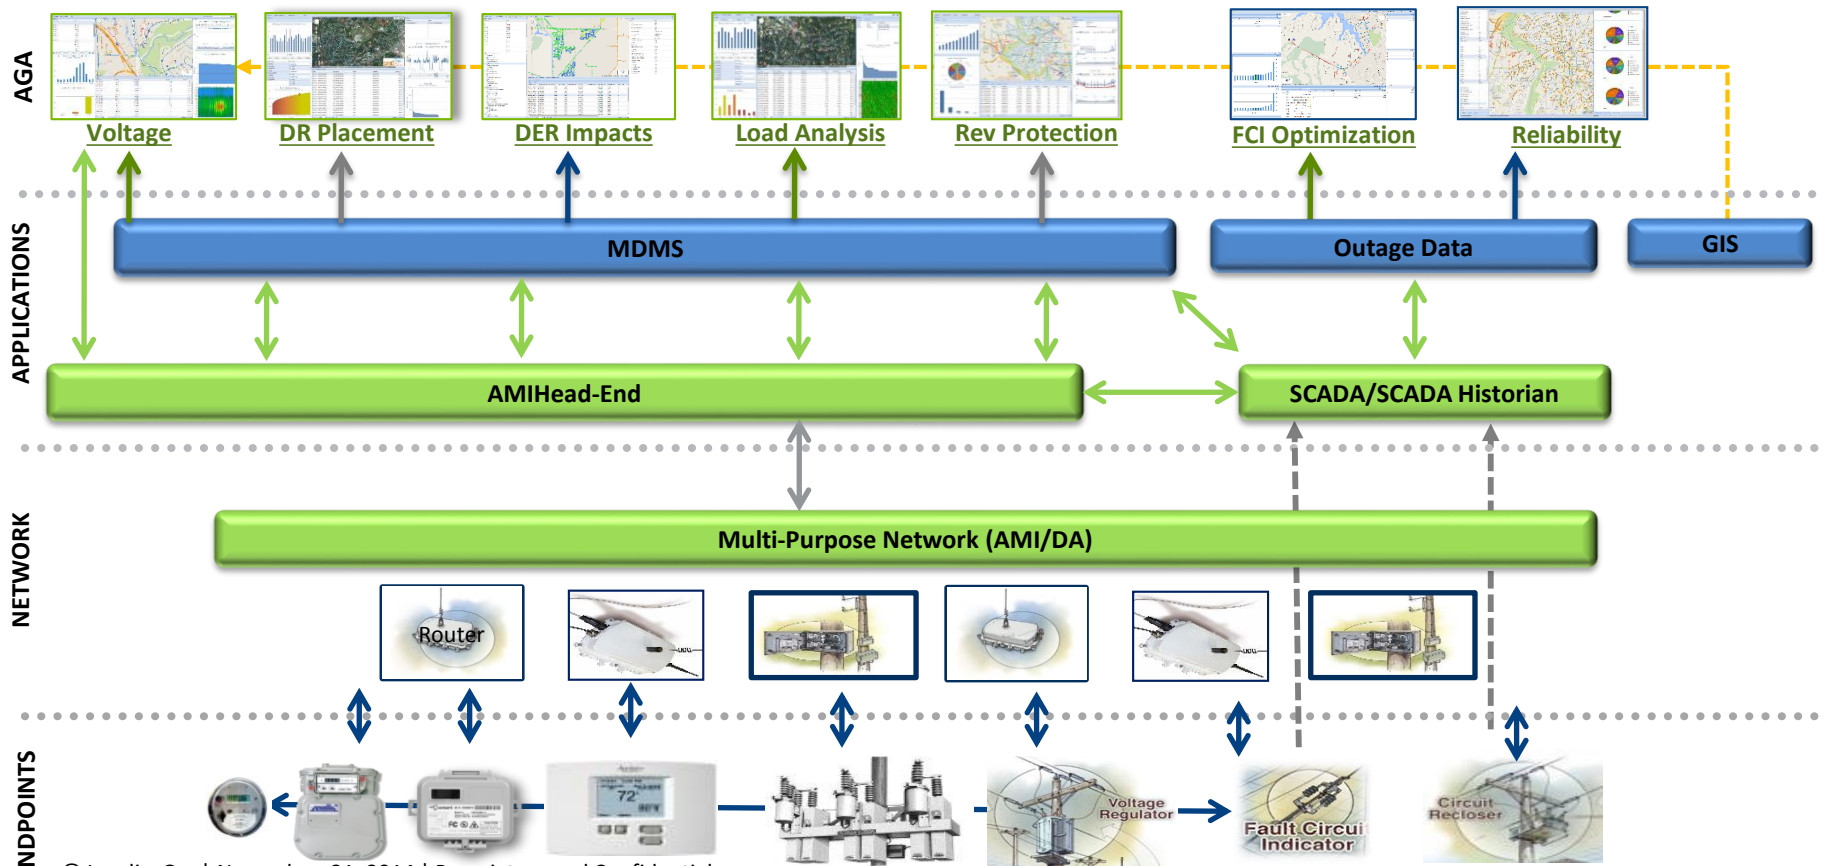 AGA
Voltage
DR Placement
DER Impacts
Load Analysis
Rev Protection
FCI Optimization
Reliability
APPLICATIONS
MDMS
Outage Data
GIS
AMIHead-End
SCADA/SCADA Historian
NETWORK
Multi-Purpose Network (AMI/DA)
Router
NDPOINTS
72°
Voltage
Regulator
Fault Circui
Indicator
Circuit
Recloser